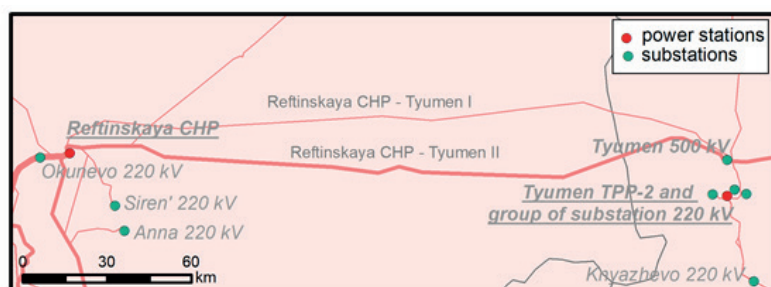 power stations
substations
Reftinskaya CHP - Tyumen I
Reftinskaya CHP
Tyumen 500 kV
Reftinskaya CHP - Tyumen II
Okunevo 220 kV
Siren' 220 kV
Tyumen TPP-2 and
group of substation 220 kV
Anna 220 kV
Knyazhevo 220 kV
0 30 60
km